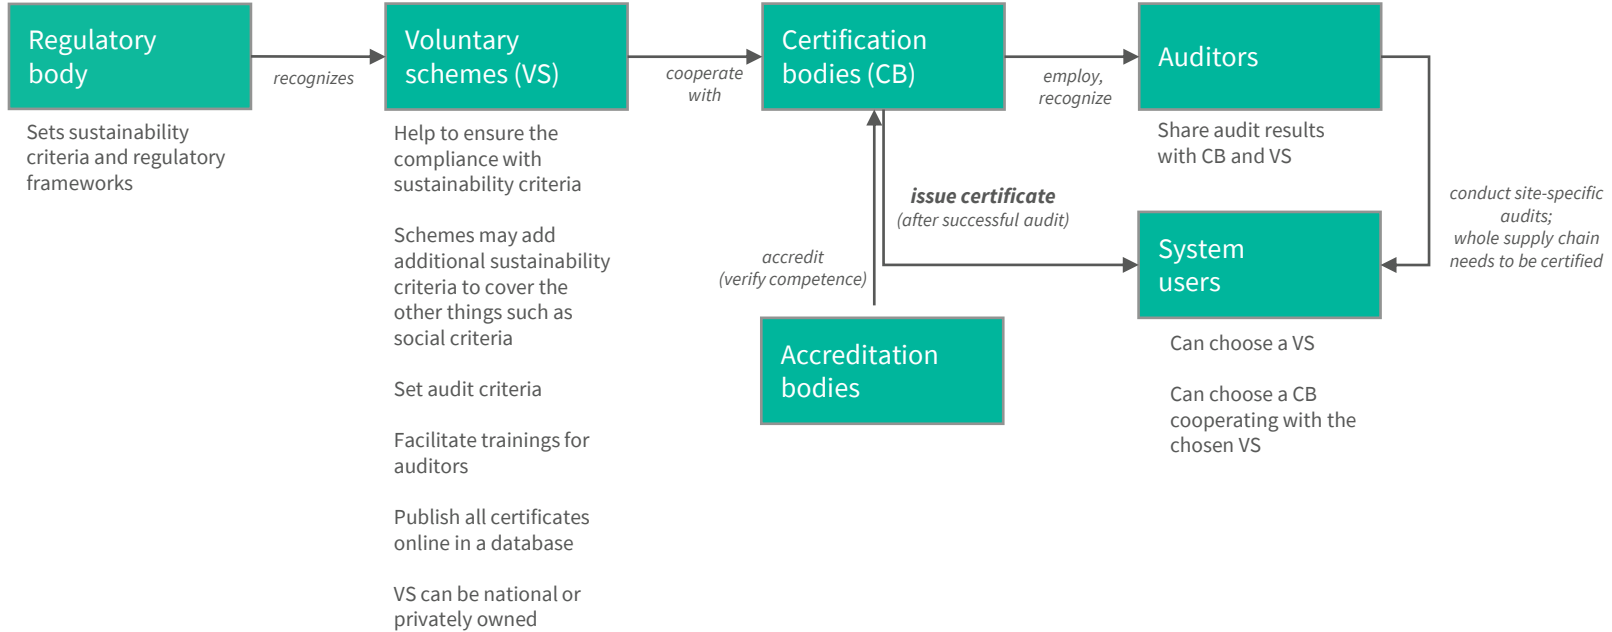 Regulatory
body
recognizes
Sets sustainability
criteria and regulatory
frameworks
Voluntary
schemes (VS)
cooperate
with
Help to ensure the
compliance with
sustainability criteria
Schemes may add
additional sustainability
criteria to cover the
other things such as
social criteria
Set audit criteria
Facilitate trainings for
auditors
Publish all certificates
online in a database
VS can be national or
privately owned
Certification
bodies (CB)
employ,
recognize
issue certificate
(after successful audit)
accredit
(verify competence)
Accreditation
bodies
Auditors
Share audit results
with CB and VS
conduct site-specific
audits;
whole supply chain
needs to be certified
System
users
Can choose a VS
Can choose a CB
cooperating with the
chosen VS